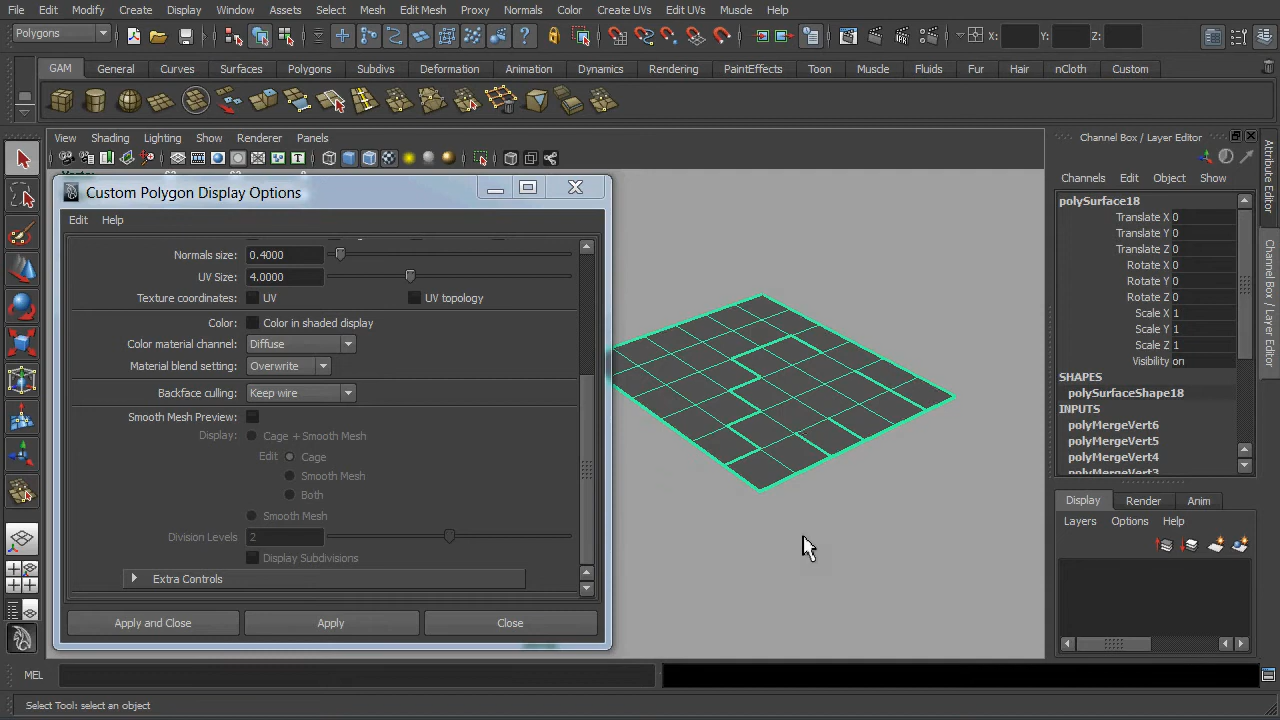 File Edit Modify Create Display Window Assets Select Mesh Edit Mesh Proxy Normals Color Create UVs Edit UVs Muscle Help
Polygons X: Y: Z:
GAM General Curves Surfaces Polygons Subdivs Deformation Animation Dynamics Rendering PaintEffects Toon Muscle Fluids Fur Hair nCloth Custom
View Shading Lighting Show Renderer Panels
Custom Polygon Display Options
Edit Help
Normals size: 0.4000
UV Size: 4.0000
Texture coordinates: UV UV topology
Color: Color in shaded display
Color material channel: Diffuse
Material blend setting: Overwrite
Backface culling: Keep wire
Smooth Mesh Preview:
Display: Cage + Smooth Mesh
Edit Cage
Smooth Mesh
Both
Smooth Mesh
Division Levels 2
Display Subdivisions
Extra Controls
Apply and Close Apply Close
Channel Box / Layer Editor
Channels Edit Object Show
polySurface18
Translate X 0
Translate Y 0
Translate Z 0
Rotate X 0
Rotate Y 0
Rotate Z 0
Scale X 1
Scale Y 1
Scale Z 1
Visibility on
SHAPES
polySurfaceShape18
INPUTS
polyMergeVert6
polyMergeVert5
polyMergeVert4
polyMergeVert3
Display Render Anim
Layers Options Help
Attribute Editor
Channel Box / Layer Editor
MEL
Select Tool: select an object